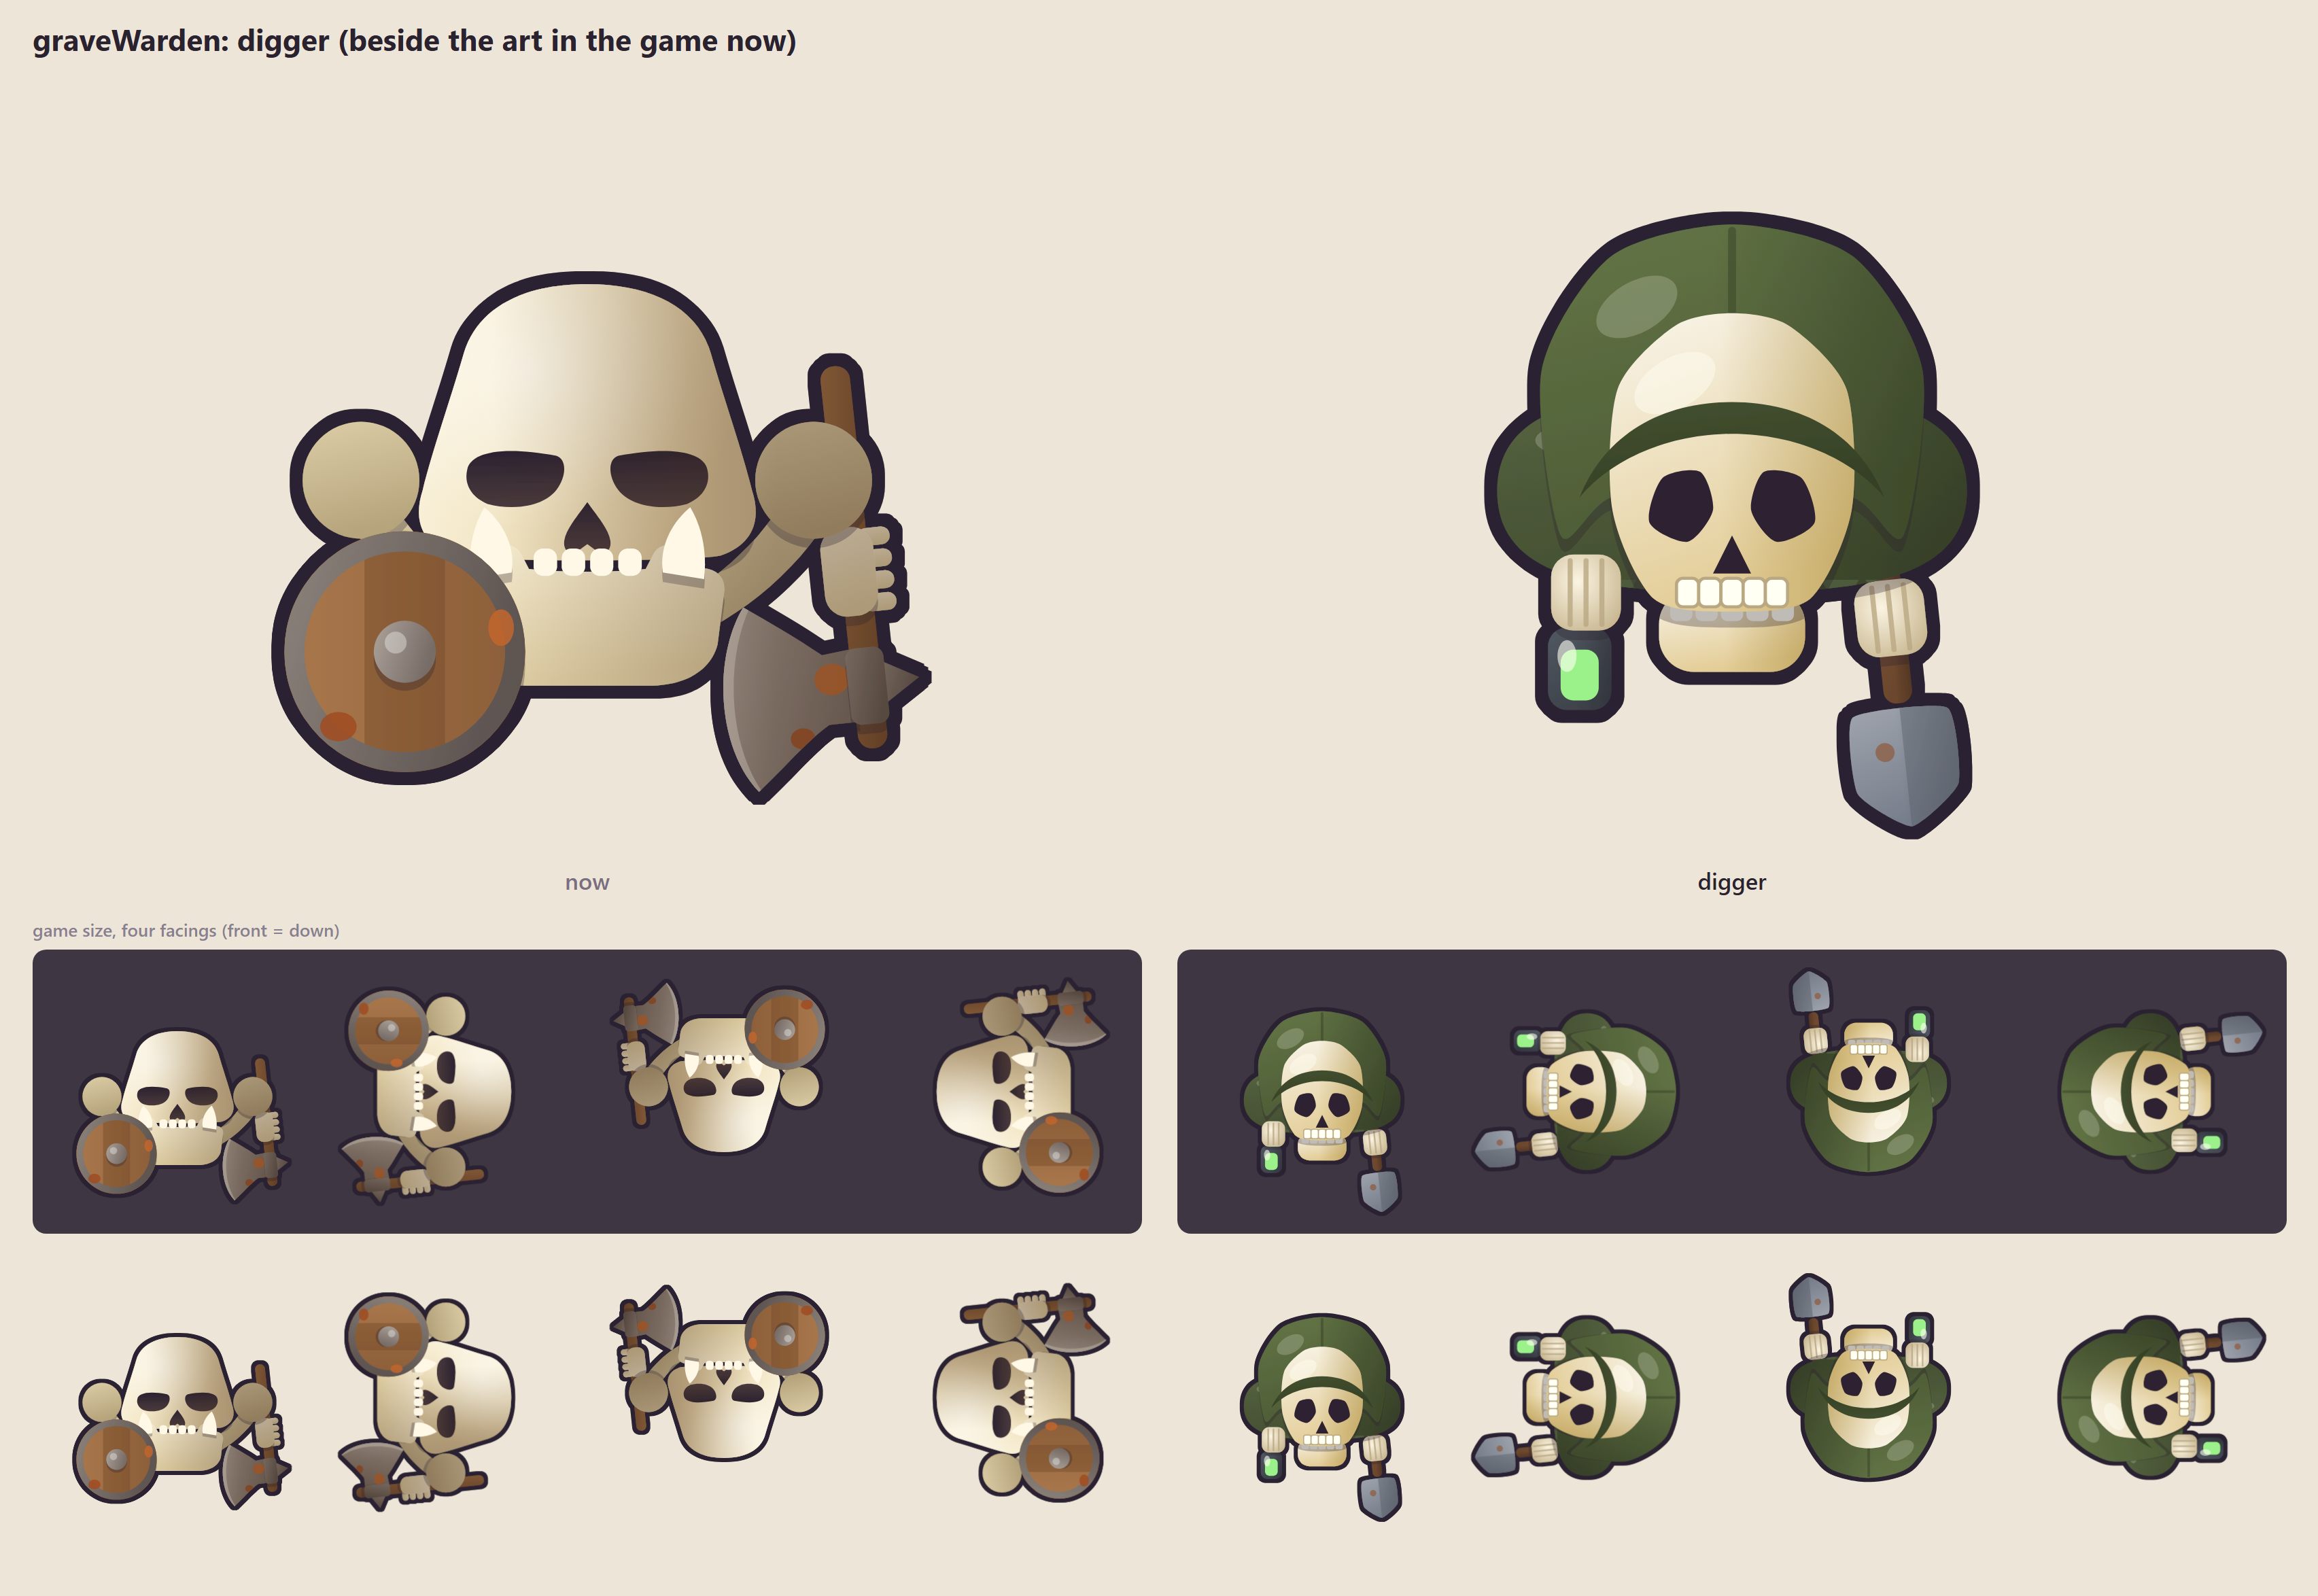 graveWarden: digger (beside the art in the game now)
now
digger
game size, four facings (front = down)